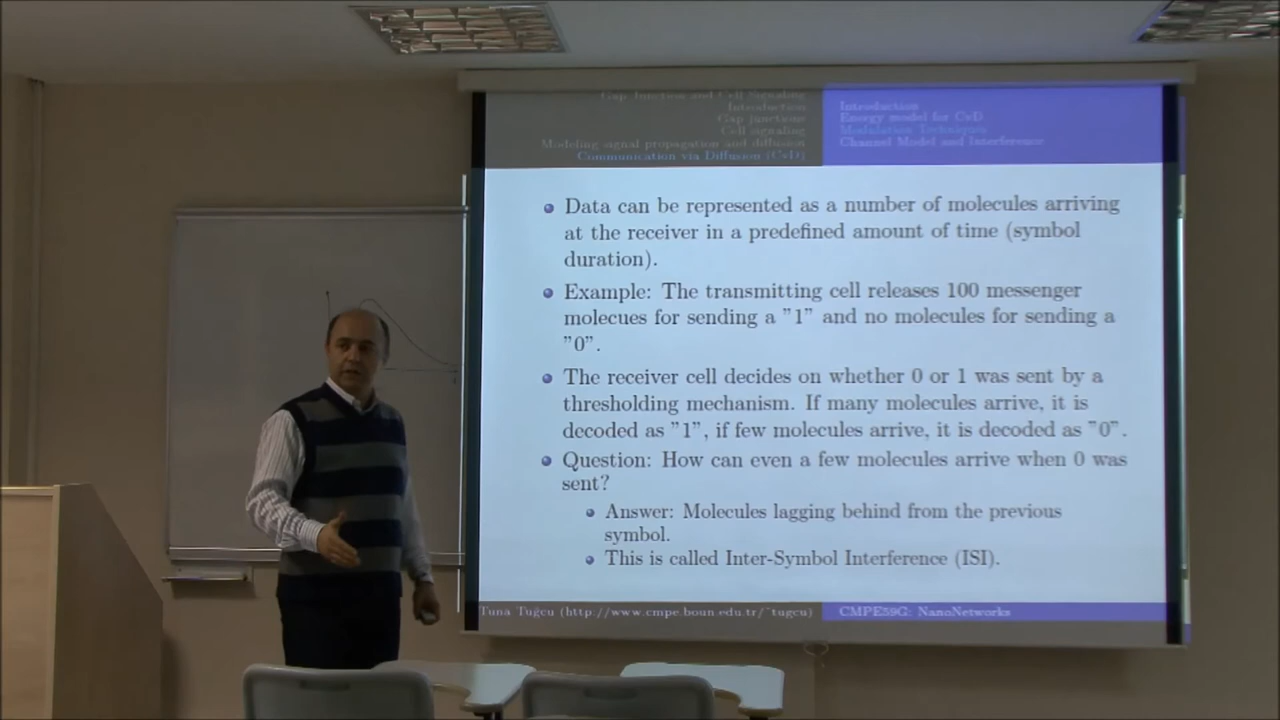 Gap Junction and Cell Signaling
Introduction
Gap junctions
Cell signaling
Modeling signal propagation and diffusion
Communication via Diffusion (CvD)
Introduction
Energy model for CvD
Modulation Techniques
Channel Model and Interference
Data can be represented as a number of molecules arriving
at the receiver in a predefined amount of time (symbol
duration).
Example: The transmitting cell releases 100 messenger
molecues for sending a "1" and no molecules for sending a
"0".
The receiver cell decides on whether 0 or 1 was sent by a
thresholding mechanism. If many molecules arrive, it is
decoded as "1", if few molecules arrive, it is decoded as "0".
Question: How can even a few molecules arrive when 0 was
sent?
Answer: Molecules lagging behind from the previous
symbol.
This is called Inter-Symbol Interference (ISI).
Tuna Tuğcu (http://www.cmpe.boun.edu.tr/~tugcu)
CMPE59G: NanoNetworks